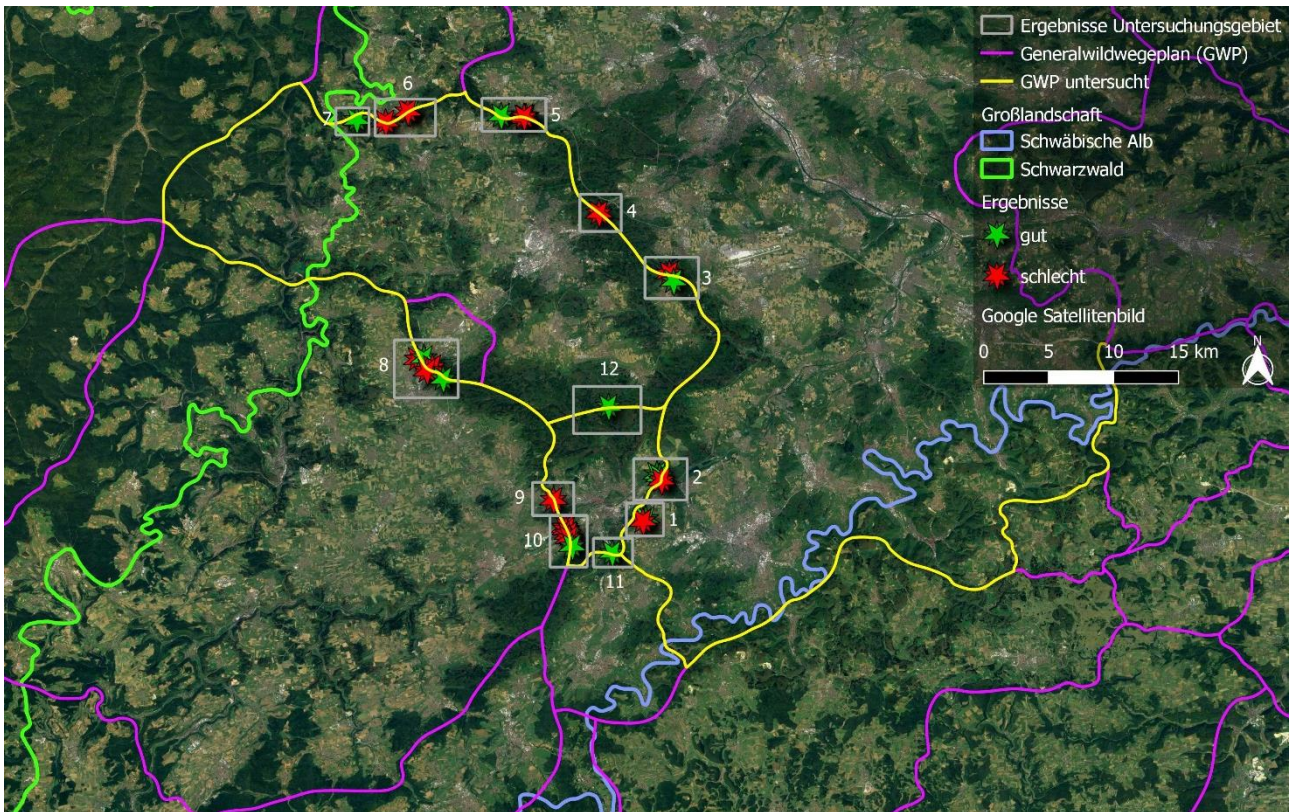 Ergebnisse Untersuchungsgebiet
Generalwildwegeplan (GWP)
GWP untersucht
Großlandschaft
Schwäbische Alb
Schwarzwald
Ergebnisse
gut
schlecht
Google Satellitenbild
0 5 10 15 km
N
6
7
5
4
3
8
12
2
9
1
10
11